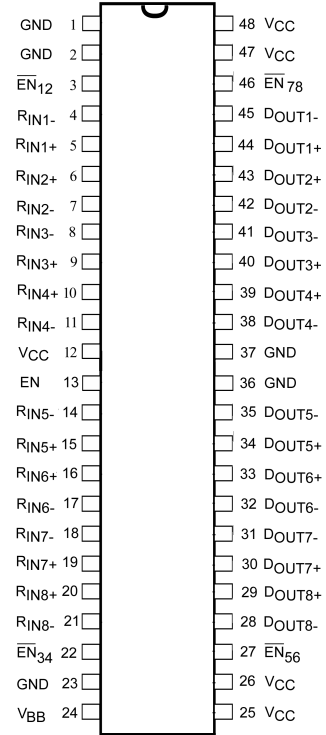 GND 1 48 VCC
GND 2 47 VCC
E̅N̅12 3 46 E̅N̅78
RIN1- 4 45 DOUT1-
RIN1+ 5 44 DOUT1+
RIN2+ 6 43 DOUT2+
RIN2- 7 42 DOUT2-
RIN3- 8 41 DOUT3-
RIN3+ 9 40 DOUT3+
RIN4+ 10 39 DOUT4+
RIN4- 11 38 DOUT4-
VCC 12 37 GND
EN 13 36 GND
RIN5- 14 35 DOUT5-
RIN5+ 15 34 DOUT5+
RIN6+ 16 33 DOUT6+
RIN6- 17 32 DOUT6-
RIN7- 18 31 DOUT7-
RIN7+ 19 30 DOUT7+
RIN8+ 20 29 DOUT8+
RIN8- 21 28 DOUT8-
E̅N̅34 22 27 E̅N̅56
GND 23 26 VCC
VBB 24 25 VCC